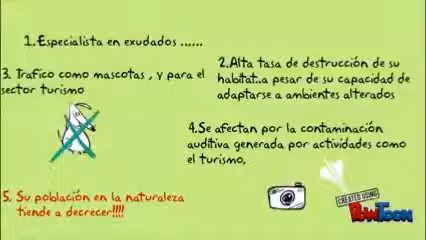 1.Especialista en exudados ......
2.Alta tasa de destrucción de su
habitat..a pesar de su capacidad de
adaptarse a ambientes alterados
3. Trafico como mascotas , y para el
sector turismo
4.Se afectan por la contaminación
auditiva generada por actividades como
el turismo.
5. Su población en la naturaleza
tiende a decrecer!!!!
CREATED USING
POWTOON